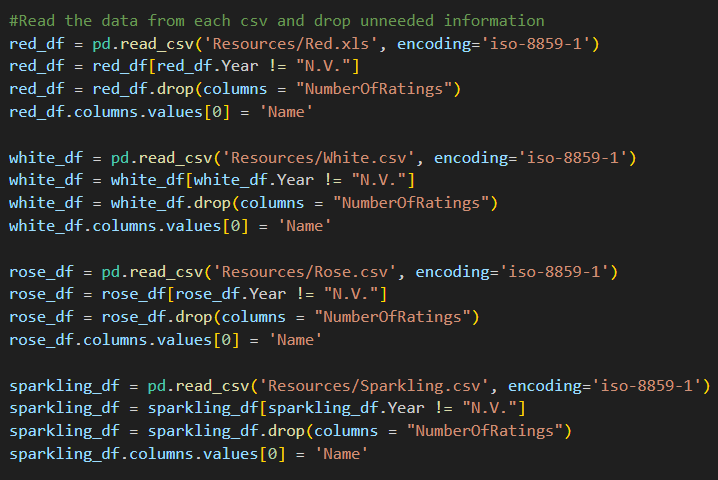 #Read the data from each csv and drop unneeded information
red_df = pd.read_csv('Resources/Red.xls', encoding='iso-8859-1')
red_df = red_df[red_df.Year != "N.V."]
red_df = red_df.drop(columns = "NumberOfRatings")
red_df.columns.values[0] = 'Name'

white_df = pd.read_csv('Resources/White.csv', encoding='iso-8859-1')
white_df = white_df[white_df.Year != "N.V."]
white_df = white_df.drop(columns = "NumberOfRatings")
white_df.columns.values[0] = 'Name'

rose_df = pd.read_csv('Resources/Rose.csv', encoding='iso-8859-1')
rose_df = rose_df[rose_df.Year != "N.V."]
rose_df = rose_df.drop(columns = "NumberOfRatings")
rose_df.columns.values[0] = 'Name'

sparkling_df = pd.read_csv('Resources/Sparkling.csv', encoding='iso-8859-1')
sparkling_df = sparkling_df[sparkling_df.Year != "N.V."]
sparkling_df = sparkling_df.drop(columns = "NumberOfRatings")
sparkling_df.columns.values[0] = 'Name'